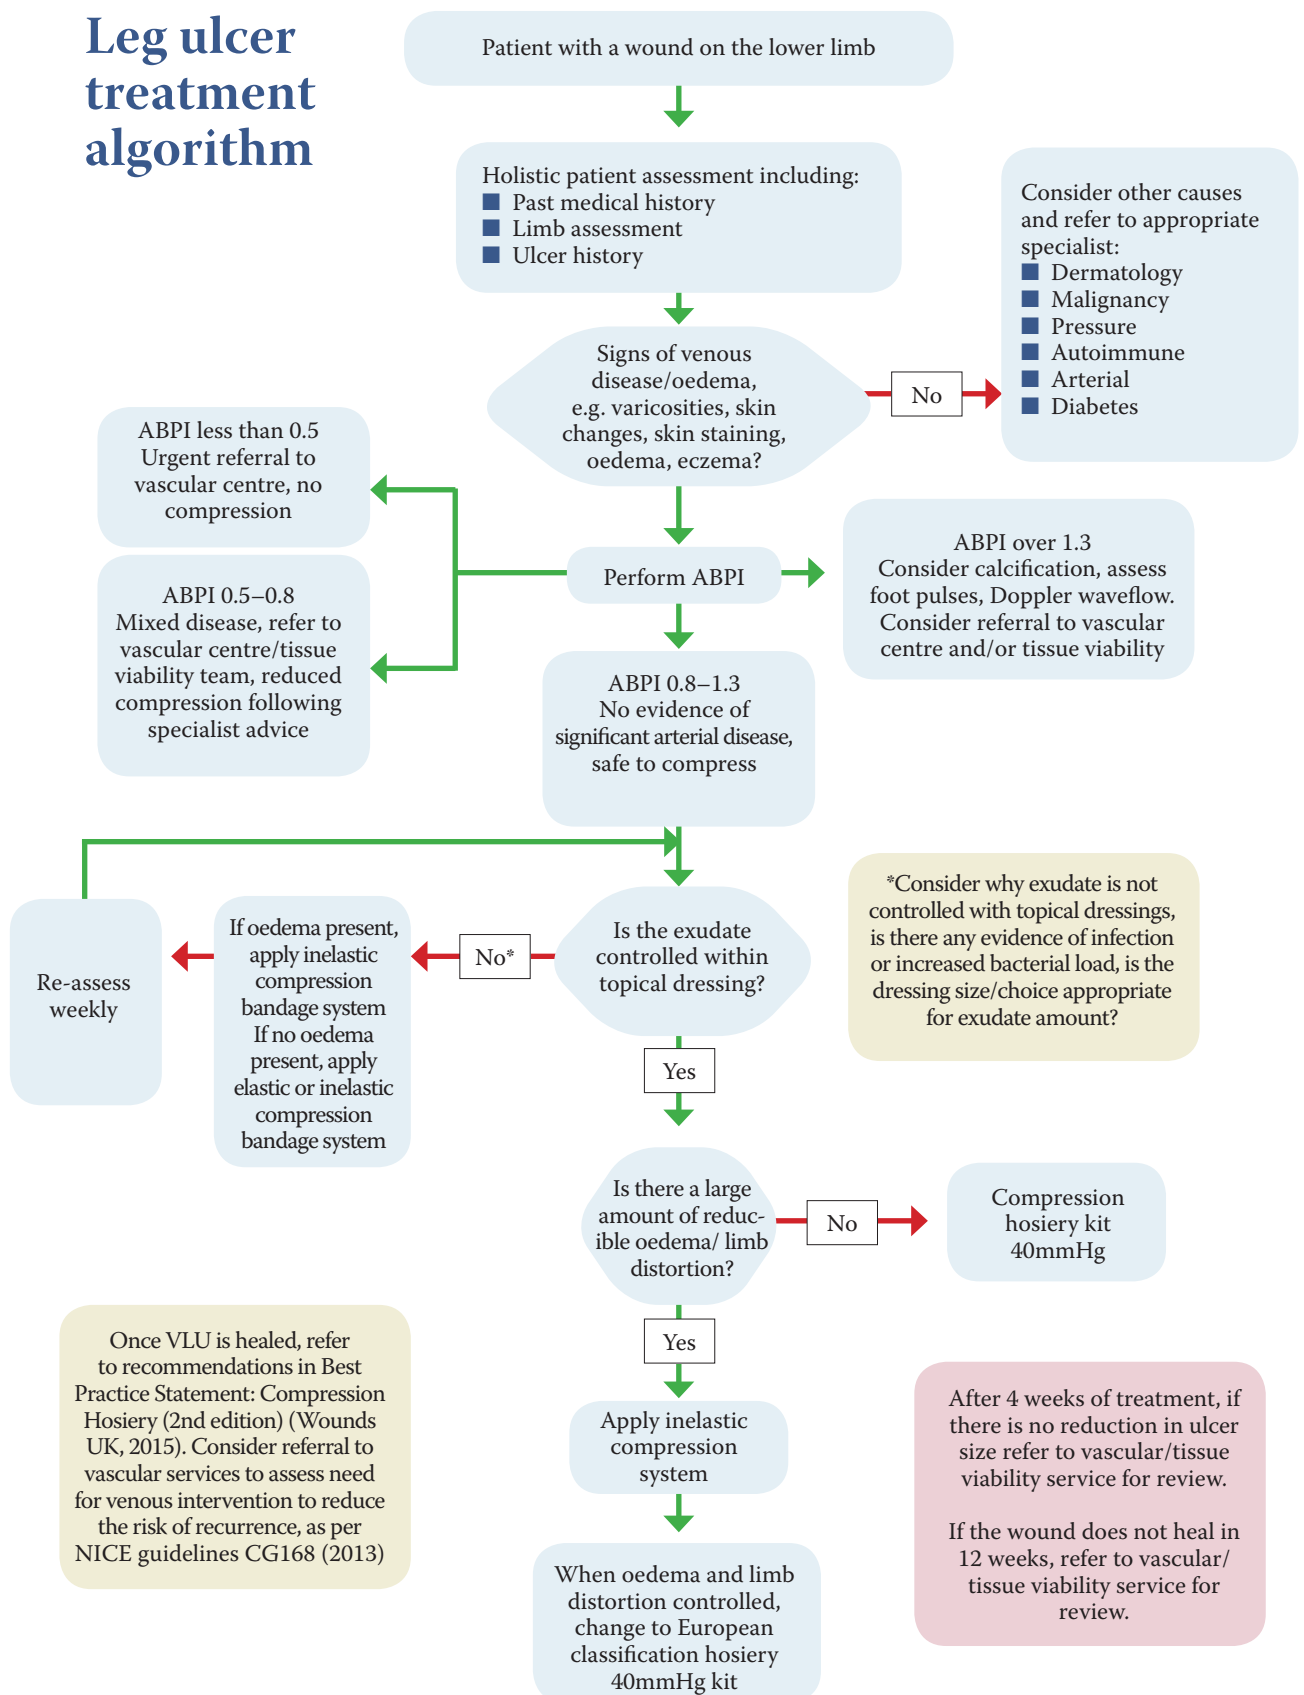 Leg ulcer
treatment
algorithm
Patient with a wound on the lower limb
Holistic patient assessment including:
■ Past medical history
■ Limb assessment
■ Ulcer history
Consider other causes
and refer to appropriate
specialist:
■ Dermatology
■ Malignancy
■ Pressure
■ Autoimmune
■ Arterial
■ Diabetes
Signs of venous
disease/oedema,
e.g. varicosities, skin
changes, skin staining,
oedema, eczema?
No
ABPI less than 0.5
Urgent referral to
vascular centre, no
compression
ABPI 0.5–0.8
Mixed disease, refer to
vascular centre/tissue
viability team, reduced
compression following
specialist advice
Perform ABPI
ABPI over 1.3
Consider calcification, assess
foot pulses, Doppler waveflow.
Consider referral to vascular
centre and/or tissue viability
ABPI 0.8–1.3
No evidence of
significant arterial disease,
safe to compress
Re-assess
weekly
If oedema present,
apply inelastic
compression
bandage system
If no oedema
present, apply
elastic or inelastic
compression
bandage system
No*
Is the exudate
controlled within
topical dressing?
*Consider why exudate is not
controlled with topical dressings,
is there any evidence of infection
or increased bacterial load, is the
dressing size/choice appropriate
for exudate amount?
Yes
Is there a large
amount of reduc-
ible oedema/ limb
distortion?
No
Compression
hosiery kit
40mmHg
Yes
Once VLU is healed, refer
to recommendations in Best
Practice Statement: Compression
Hosiery (2nd edition) (Wounds
UK, 2015). Consider referral to
vascular services to assess need
for venous intervention to reduce
the risk of recurrence, as per
NICE guidelines CG168 (2013)
Apply inelastic
compression
system
After 4 weeks of treatment, if
there is no reduction in ulcer
size refer to vascular/tissue
viability service for review.
If the wound does not heal in
12 weeks, refer to vascular/
tissue viability service for
review.
When oedema and limb
distortion controlled,
change to European
classification hosiery
40mmHg kit